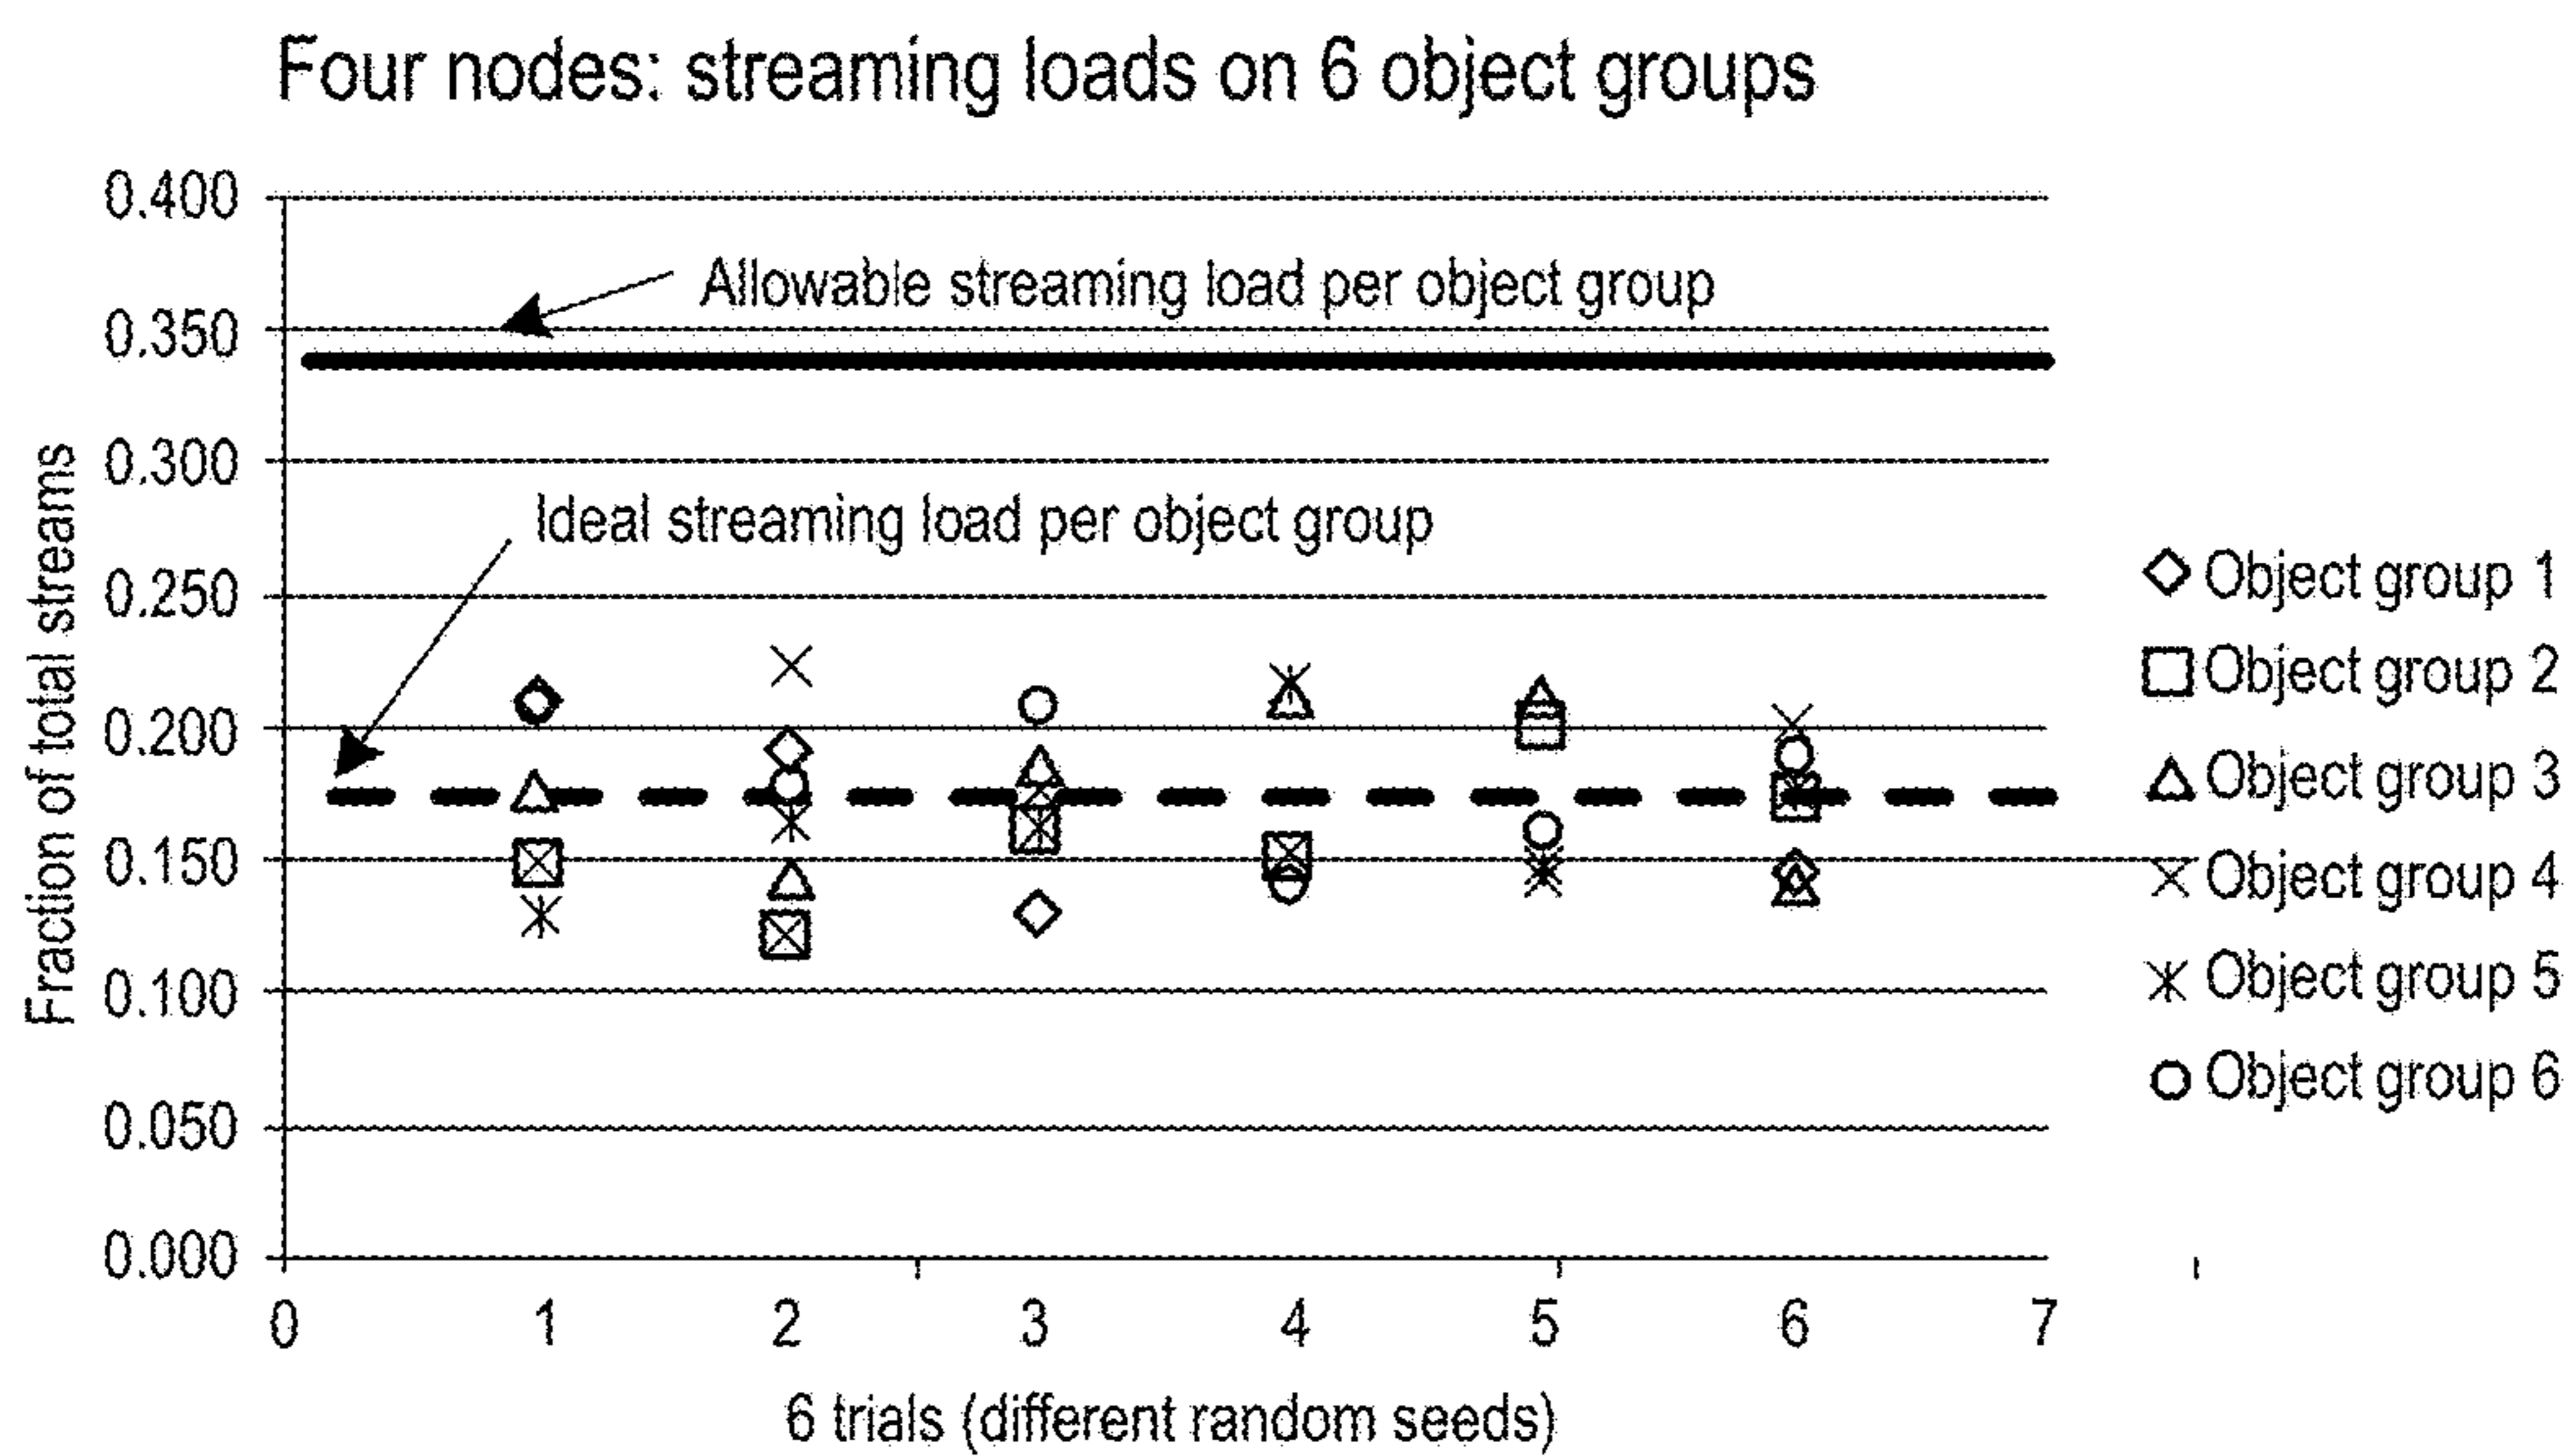 Four nodes: streaming loads on 6 object groups
0.400
Allowable streaming load per object group
0.350
0.300
Ideal streaming load per object group
0.250
0.200
0.150
0.100
0.050
0.000
Fraction of total streams
0 1 2 3 4 5 6 7
6 trials (different random seeds)
Object group 1
Object group 2
Object group 3
Object group 4
Object group 5
Object group 6